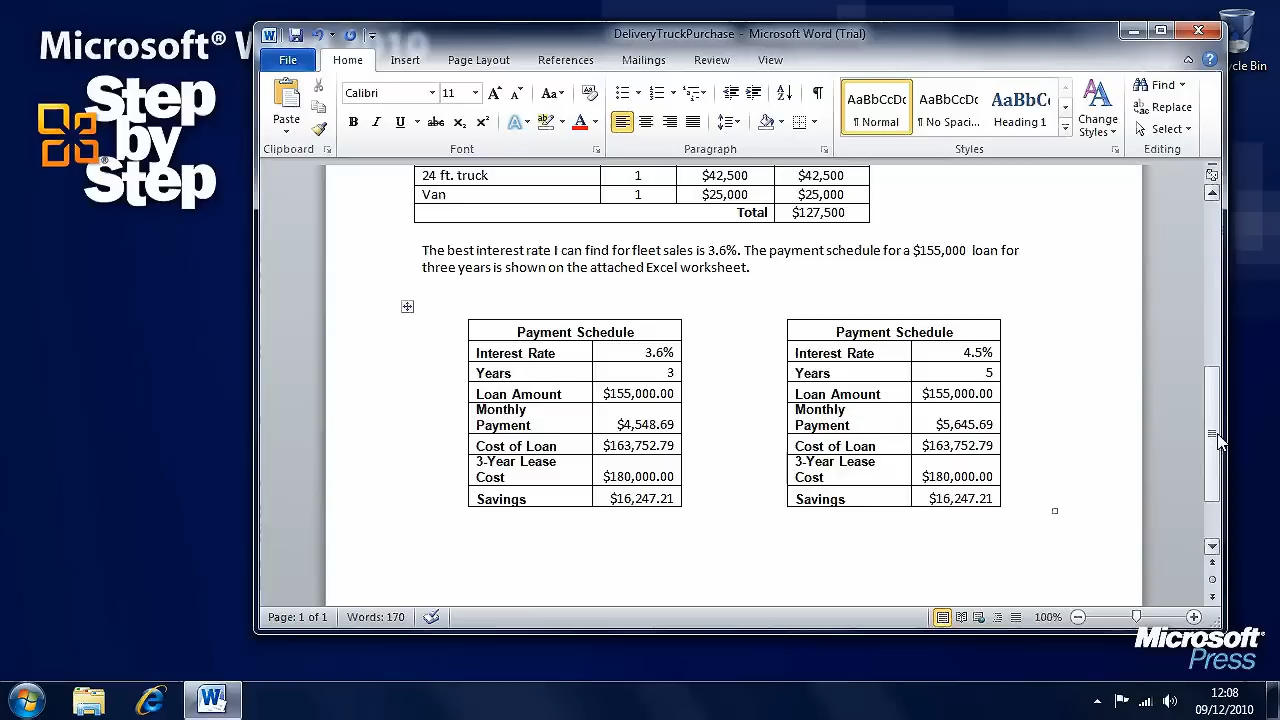 Microsoft® W
Step
by
Step
DeliveryTruckPurchase - Microsoft Word (Trial)
Recycle Bin
File
Home
Insert
Page Layout
References
Mailings
Review
View
Calibri
11
Paste
Clipboard
Font
Paragraph
AaBbCcDc
¶ Normal
AaBbCcDc
¶ No Spaci...
AaBbC
Heading 1
Change
Styles
Styles
Find
Replace
Select
Editing
24 ft. truck 1 $42,500 $42,500
Van 1 $25,000 $25,000
Total $127,500
The best interest rate I can find for fleet sales is 3.6%. The payment schedule for a $155,000 loan for
three years is shown on the attached Excel worksheet.
Payment Schedule
Interest Rate 3.6%
Years 3
Loan Amount $155,000.00
Monthly
Payment $4,548.69
Cost of Loan $163,752.79
3-Year Lease
Cost $180,000.00
Savings $16,247.21
Payment Schedule
Interest Rate 4.5%
Years 5
Loan Amount $155,000.00
Monthly
Payment $5,645.69
Cost of Loan $163,752.79
3-Year Lease
Cost $180,000.00
Savings $16,247.21
Page: 1 of 1
Words: 170
100%
Microsoft
Press
12:08
09/12/2010